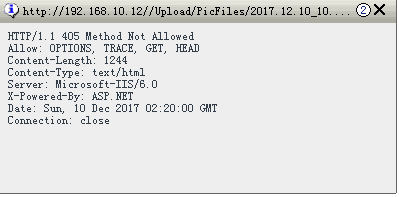 http://192.168.10.12//Upload/PicFiles/2017.12.10_10.... 2
HTTP/1.1 405 Method Not Allowed
Allow: OPTIONS, TRACE, GET, HEAD
Content-Length: 1244
Content-Type: text/html
Server: Microsoft-IIS/6.0
X-Powered-By: ASP.NET
Date: Sun, 10 Dec 2017 02:20:00 GMT
Connection: close